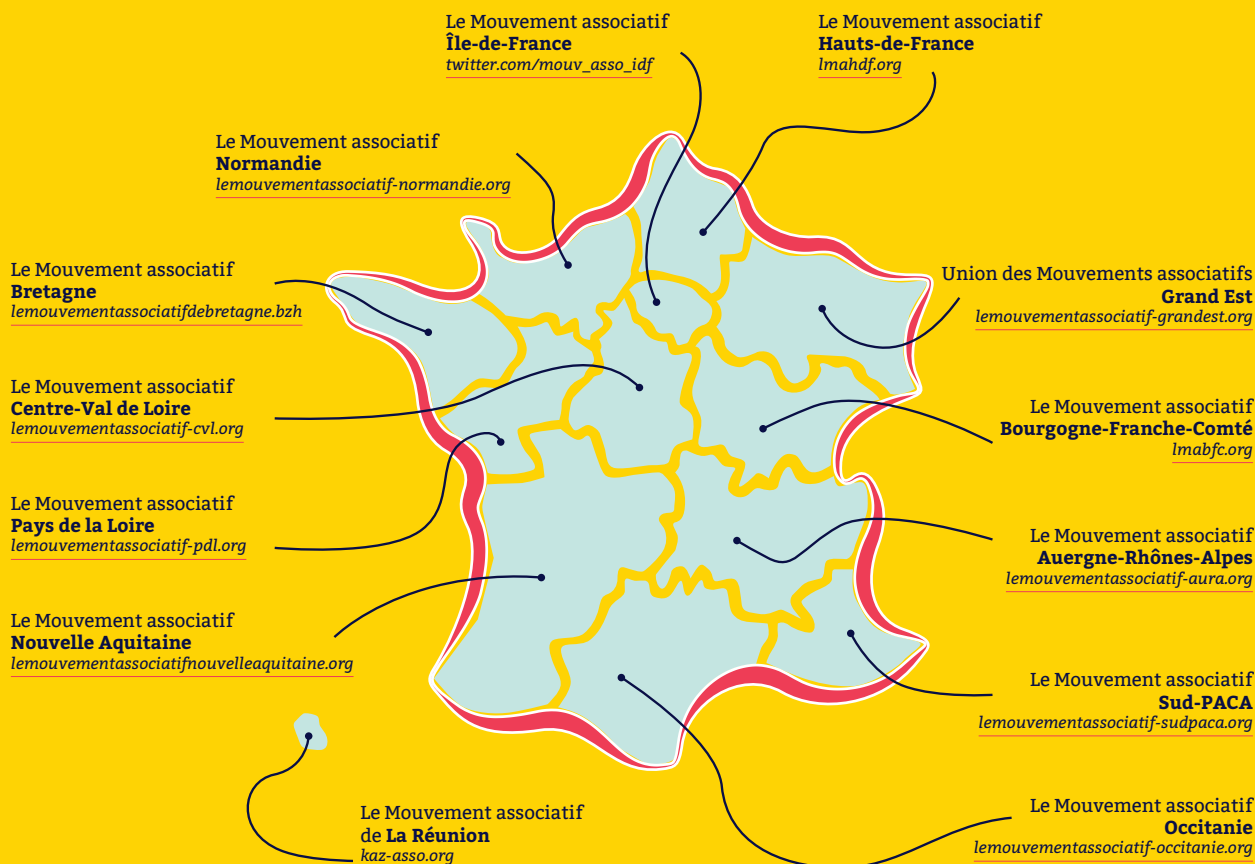 Le Mouvement associatif
Île-de-France
twitter.com/mouv_asso_idf
Le Mouvement associatif
Hauts-de-France
lmahdf.org
Le Mouvement associatif
Normandie
lemouvementassociatif-normandie.org
Le Mouvement associatif
Bretagne
lemouvementassociatifdebretagne.bzh
Union des Mouvements associatifs
Grand Est
lemouvementassociatif-grandest.org
Le Mouvement associatif
Centre-Val de Loire
lemouvementassociatif-cvl.org
Le Mouvement associatif
Bourgogne-Franche-Comté
lmabfc.org
Le Mouvement associatif
Pays de la Loire
lemouvementassociatif-pdl.org
Le Mouvement associatif
Auergne-Rhônes-Alpes
lemouvementassociatif-aura.org
Le Mouvement associatif
Nouvelle Aquitaine
lemouvementassociatifnouvelleaquitaine.org
Le Mouvement associatif
Sud-PACA
lemouvementassociatif-sudpaca.org
Le Mouvement associatif
de La Réunion
kaz-asso.org
Le Mouvement associatif
Occitanie
lemouvementassociatif-occitanie.org